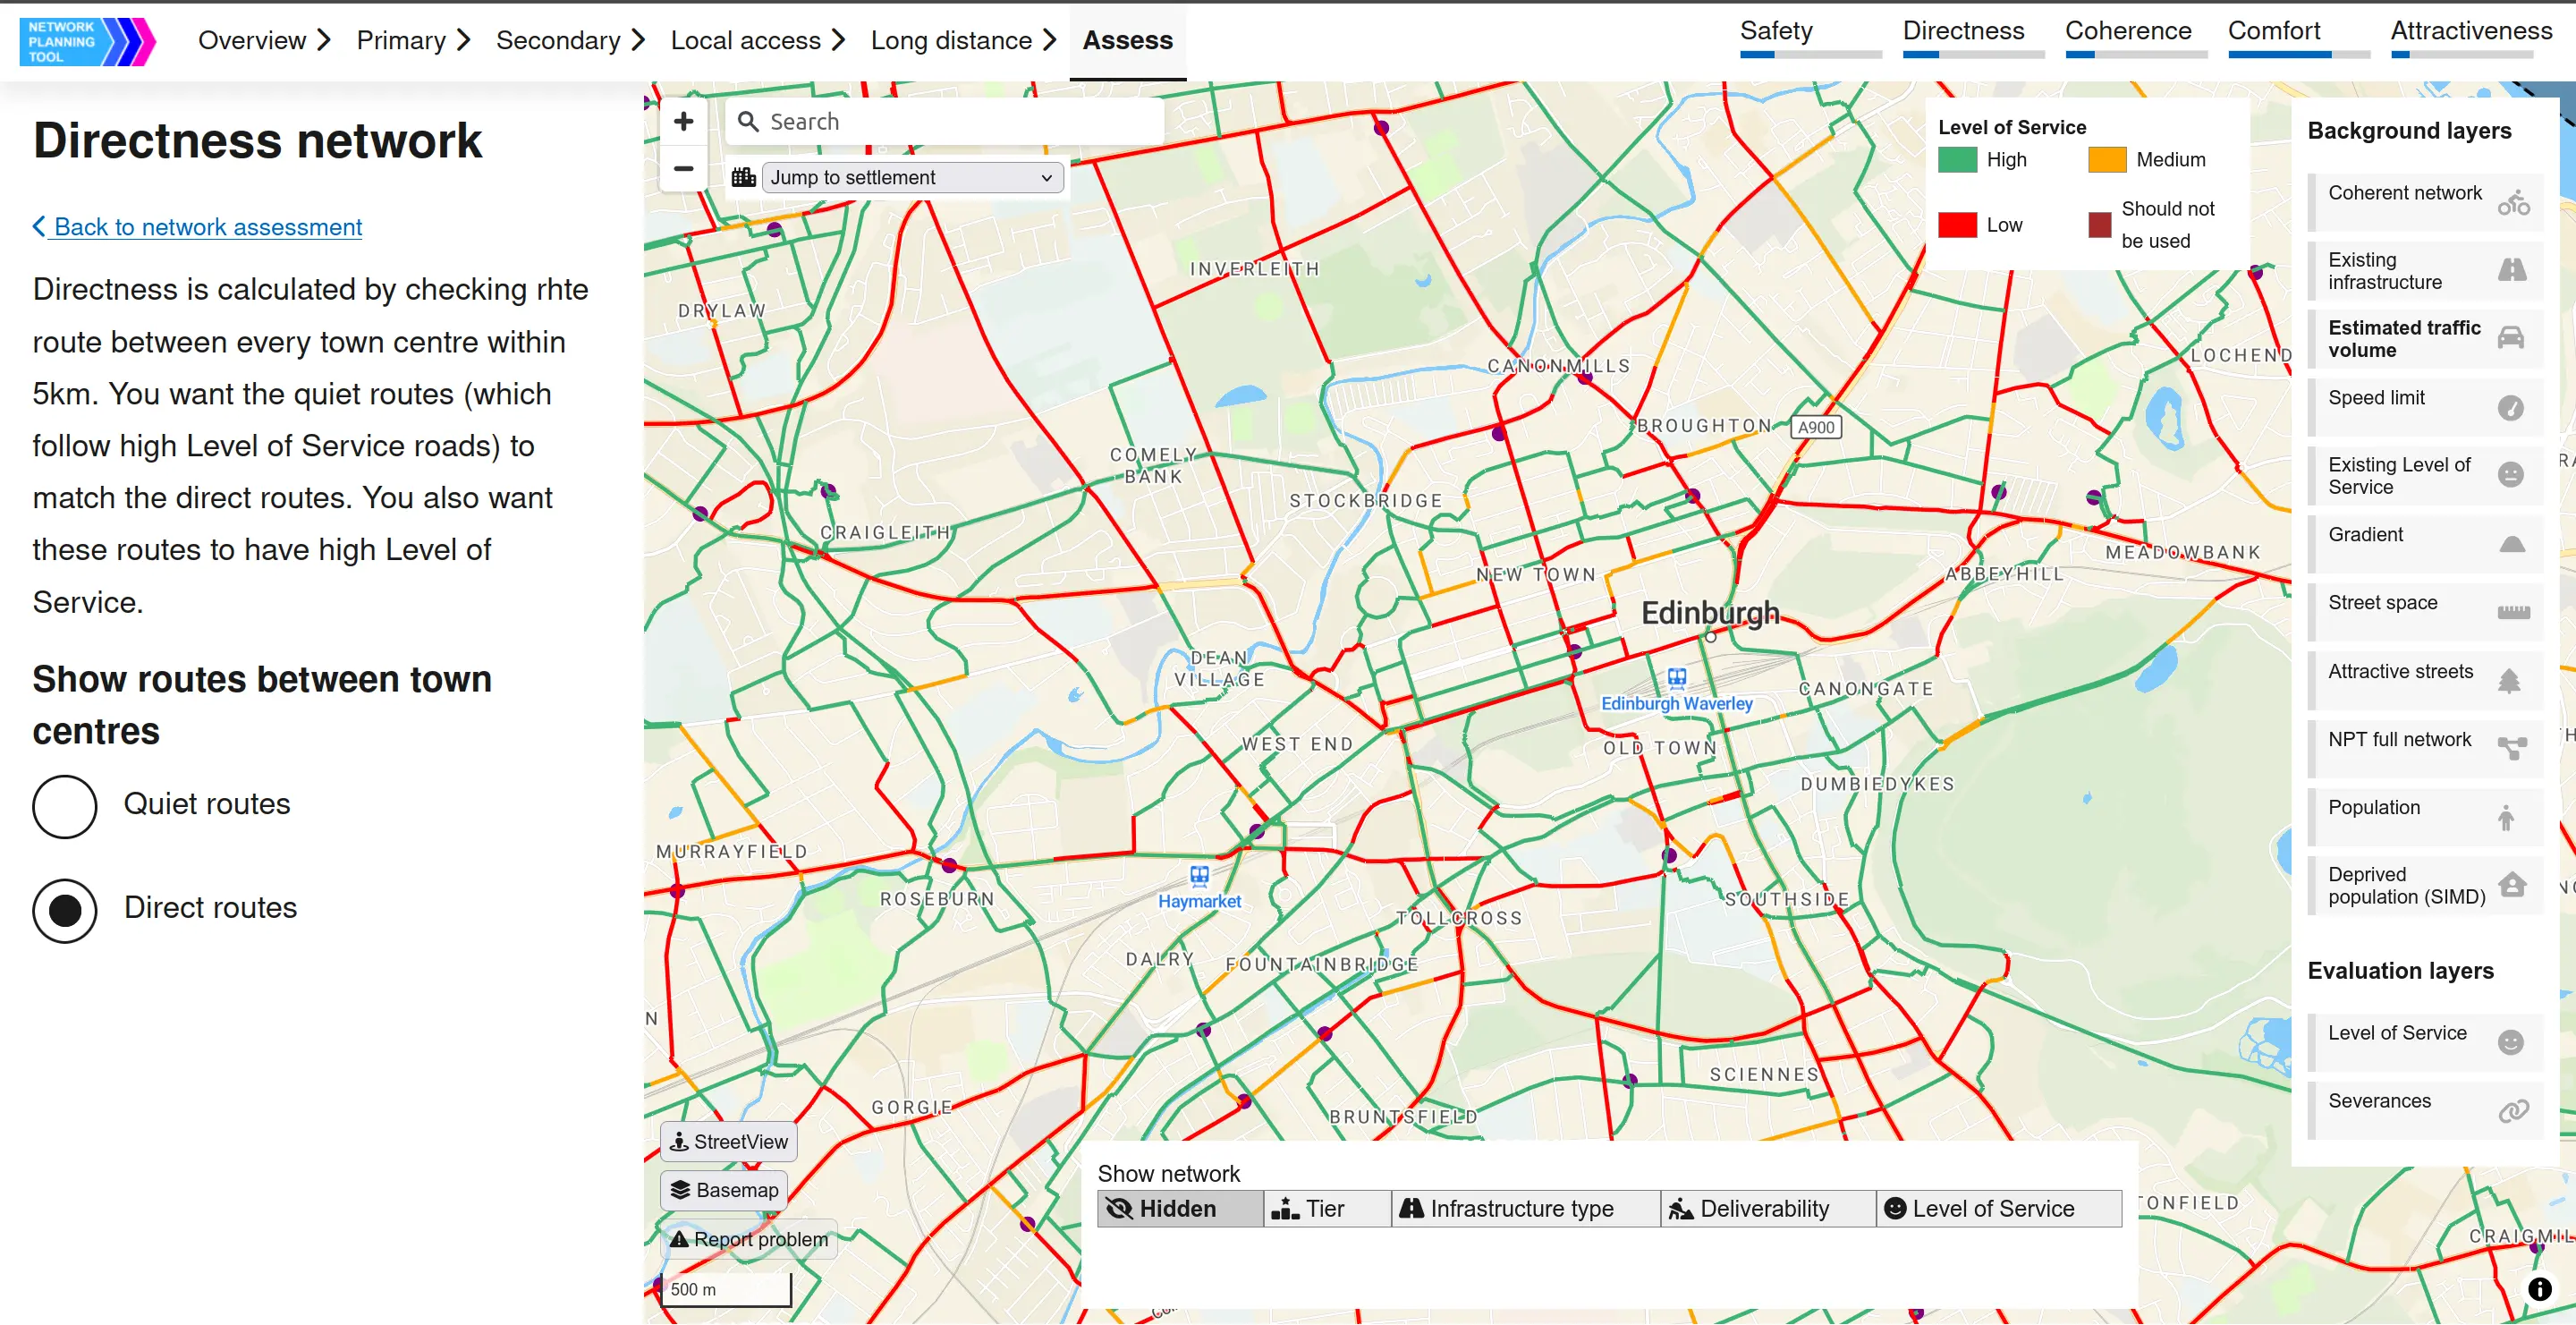 NETWORK
PLANNING
TOOL
Overview
Primary
Secondary
Local access
Long distance
Assess
Safety
Directness
Coherence
Comfort
Attractiveness
Directness network
Back to network assessment
Directness is calculated by checking rhte
route between every town centre within
5km. You want the quiet routes (which
follow high Level of Service roads) to
match the direct routes. You also want
these routes to have high Level of
Service.
Show routes between town
centres
Quiet routes
Direct routes
+
Search
−
Jump to settlement
Level of Service
High
Medium
Low
Should not
be used
Background layers
Coherent network
Existing
infrastructure
Estimated traffic
volume
Speed limit
Existing Level of
Service
Gradient
Street space
Attractive streets
NPT full network
Population
Deprived
population (SIMD)
Evaluation layers
Level of Service
Severances
INVERLEITH
DRYLAW
CANONMILLS
LOCHEND
BROUGHTON
A900
COMELY
BANK
STOCKBRIDGE
CRAIGLEITH
MEADOWBANK
NEW TOWN
ABBEYHILL
Edinburgh
DEAN
VILLAGE
CANONGATE
Edinburgh Waverley
WEST END
OLD TOWN
DUMBIEDYKES
MURRAYFIELD
Haymarket
ROSEBURN
SOUTHSIDE
TOLLCROSS
DALRY
FOUNTAINBRIDGE
N
SCIENNES
GORGIE
BRUNTSFIELD
StreetView
Basemap
Report problem
500 m
Show network
Hidden
Tier
Infrastructure type
Deliverability
Level of Service
TONFIELD
CRAIGMIL